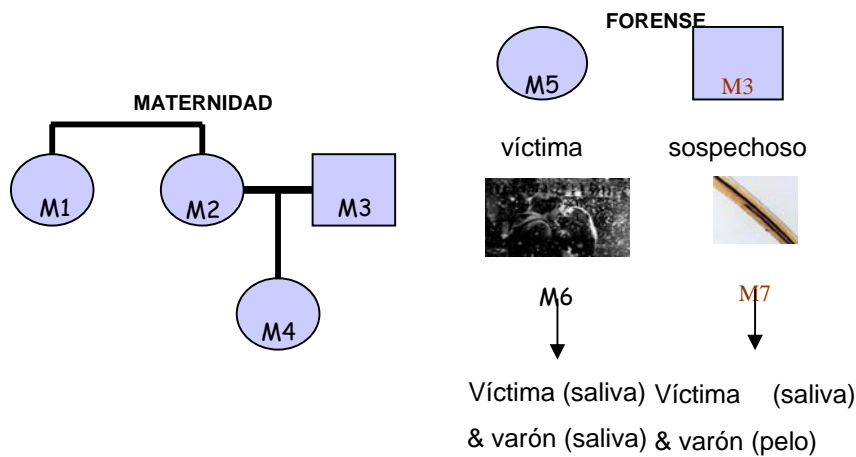 MATERNIDAD
M1
M2
M3
M4
FORENSE
M5
M3
víctima
sospechoso
M6
M7
Víctima (saliva)
& varón (saliva)
Víctima (saliva)
& varón (pelo)